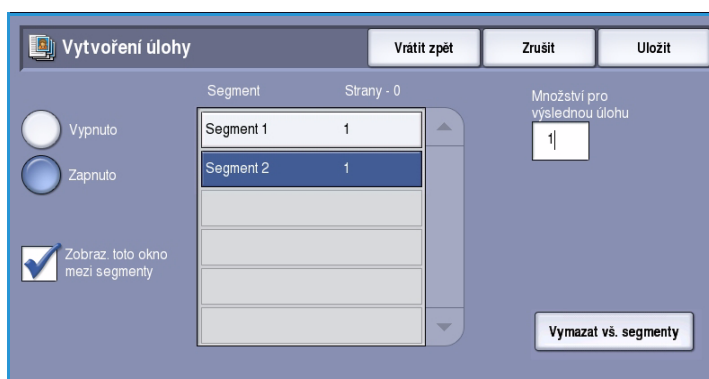 Vytvoření úlohy
Vrátit zpět
Zrušit
Uložit
Segment
Strany - 0
Množství pro
výslednou úlohu
Vypnuto
Segment 1
1
1
Zapnuto
Segment 2
1
Zobraz. toto okno
mezi segmenty
Vymazat vš. segmenty